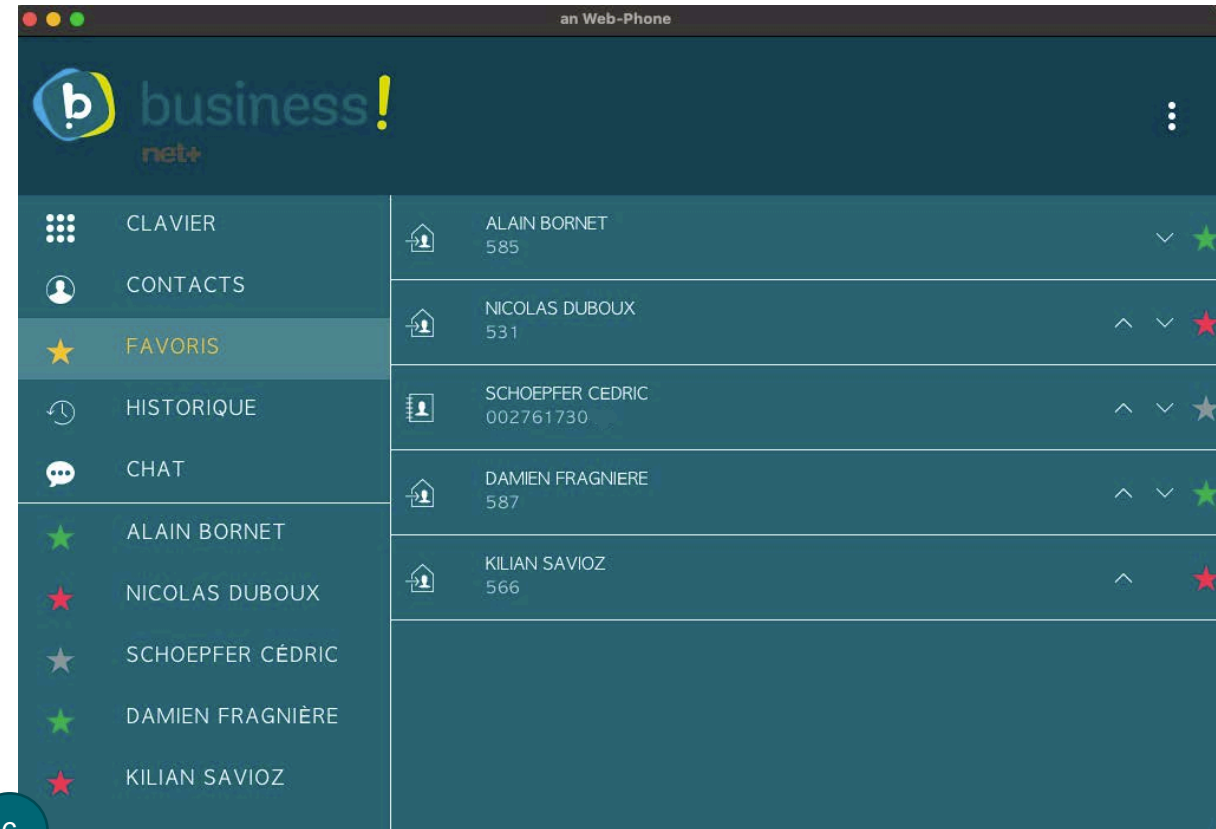 an Web-Phone
b
business!
net+
CLAVIER
CONTACTS
FAVORIS
HISTORIQUE
CHAT
ALAIN BORNET
NICOLAS DUBOUX
SCHOEPFER CÉDRIC
DAMIEN FRAGNIÈRE
KILIAN SAVIOZ
ALAIN BORNET
585
NICOLAS DUBOUX
531
SCHOEPFER CEDRIC
002761730
DAMIEN FRAGNIERE
587
KILIAN SAVIOZ
566